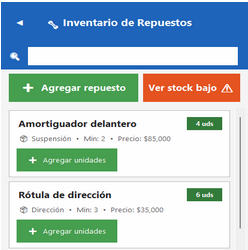 Inventario de Repuestos
Agregar repuesto
Ver stock bajo
Amortiguador delantero
4 uds
Suspensión • Min: 2 • Precio: $85,000
Agregar unidades
Rótula de dirección
6 uds
Dirección • Min: 3 • Precio: $35,000
Agregar unidades